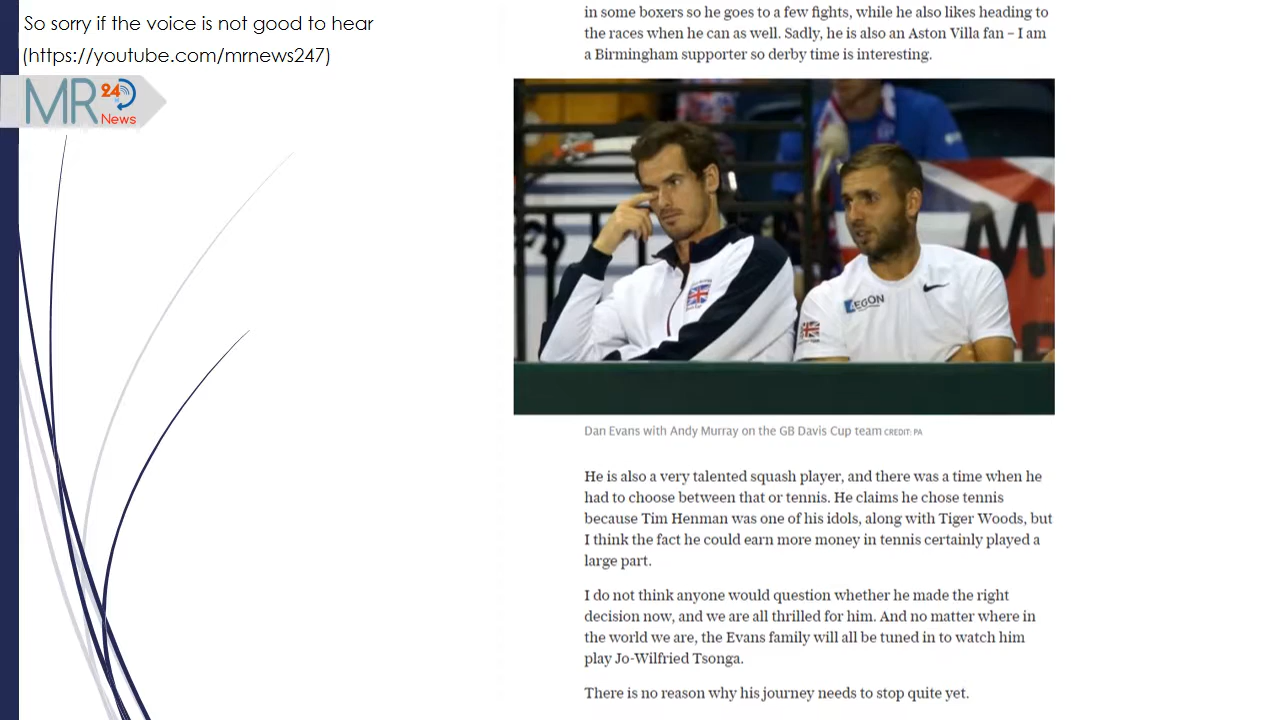 So sorry if the voice is not good to hear
(https://youtube.com/mrnews247)
MR 24
News
in some boxers so he goes to a few fights, while he also likes heading to
the races when he can as well. Sadly, he is also an Aston Villa fan – I am
a Birmingham supporter so derby time is interesting.
AEGON
Dan Evans with Andy Murray on the GB Davis Cup team CREDIT: PA
He is also a very talented squash player, and there was a time when he
had to choose between that or tennis. He claims he chose tennis
because Tim Henman was one of his idols, along with Tiger Woods, but
I think the fact he could earn more money in tennis certainly played a
large part.
I do not think anyone would question whether he made the right
decision now, and we are all thrilled for him. And no matter where in
the world we are, the Evans family will all be tuned in to watch him
play Jo-Wilfried Tsonga.
There is no reason why his journey needs to stop quite yet.